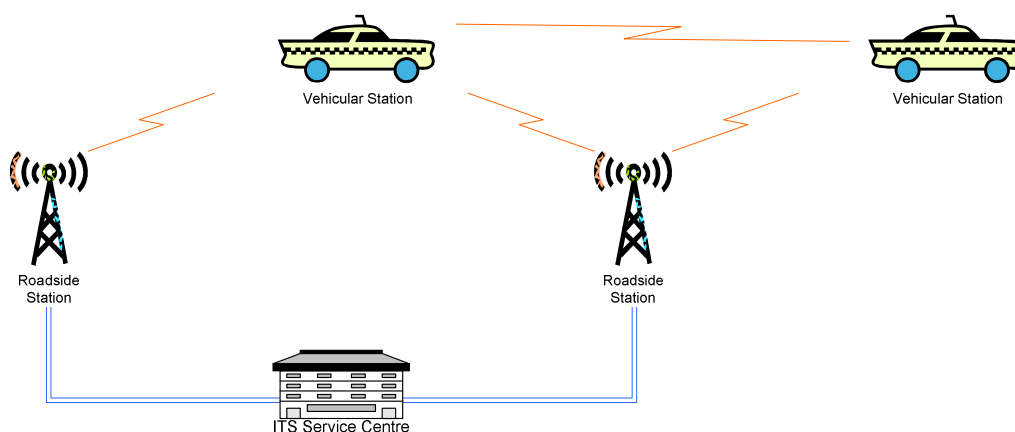 Vehicular Station
Vehicular Station
Roadside
Station
Roadside
Station
ITS Service Centre